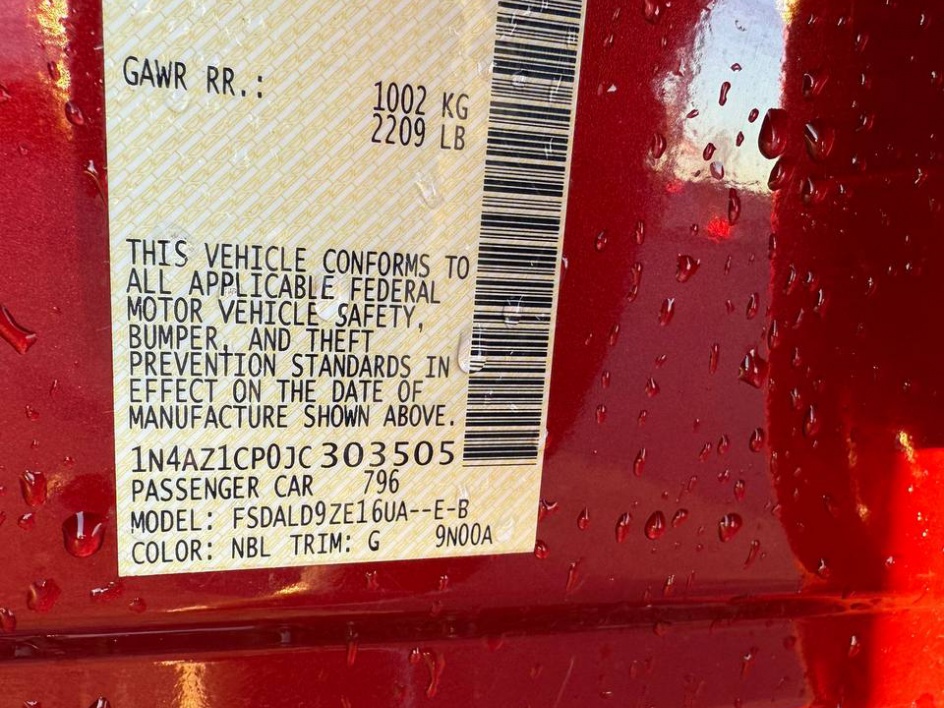 GAWR RR.:
1002 KG
2209 LB
THIS VEHICLE CONFORMS TO
ALL APPLICABLE FEDERAL
MOTOR VEHICLE SAFETY,
BUMPER, AND THEFT
PREVENTION STANDARDS IN
EFFECT ON THE DATE OF
MANUFACTURE SHOWN ABOVE.
1N4AZ1CP0JC303505
PASSENGER CAR 796
MODEL: FSDALD9ZE16UA--E-B
COLOR: NBL TRIM: G 9N00A